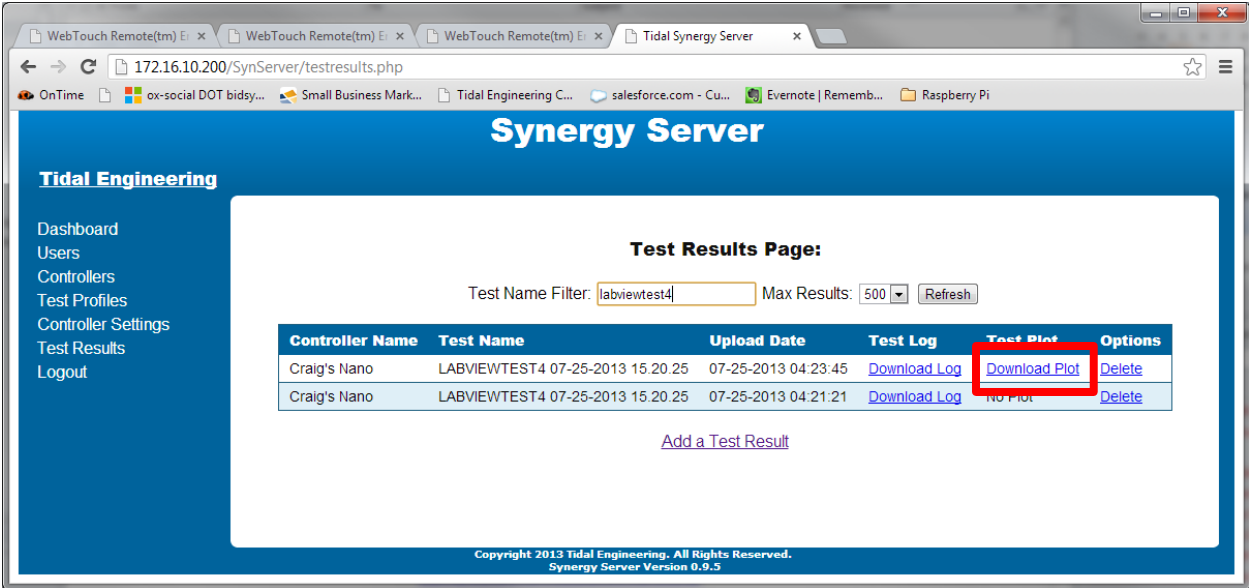 WebTouch Remote(tm) Er × WebTouch Remote(tm) Er × WebTouch Remote(tm) Er × Tidal Synergy Server ×
172.16.10.200/SynServer/testresults.php
OnTime ox-social DOT bidsy... Small Business Mark... Tidal Engineering C... salesforce.com - Cu... Evernote | Rememb... Raspberry Pi
Synergy Server
Tidal Engineering
Dashboard
Users
Controllers
Test Profiles
Controller Settings
Test Results
Logout
Test Results Page:
Test Name Filter: labviewtest4 Max Results: 500 Refresh
Controller Name Test Name Upload Date Test Log Test Plot Options
Craig's Nano LABVIEWTEST4 07-25-2013 15.20.25 07-25-2013 04:23:45 Download Log Download Plot Delete
Craig's Nano LABVIEWTEST4 07-25-2013 15.20.25 07-25-2013 04:21:21 Download Log No Plot Delete
Add a Test Result
Copyright 2013 Tidal Engineering. All Rights Reserved.
Synergy Server Version 0.9.5